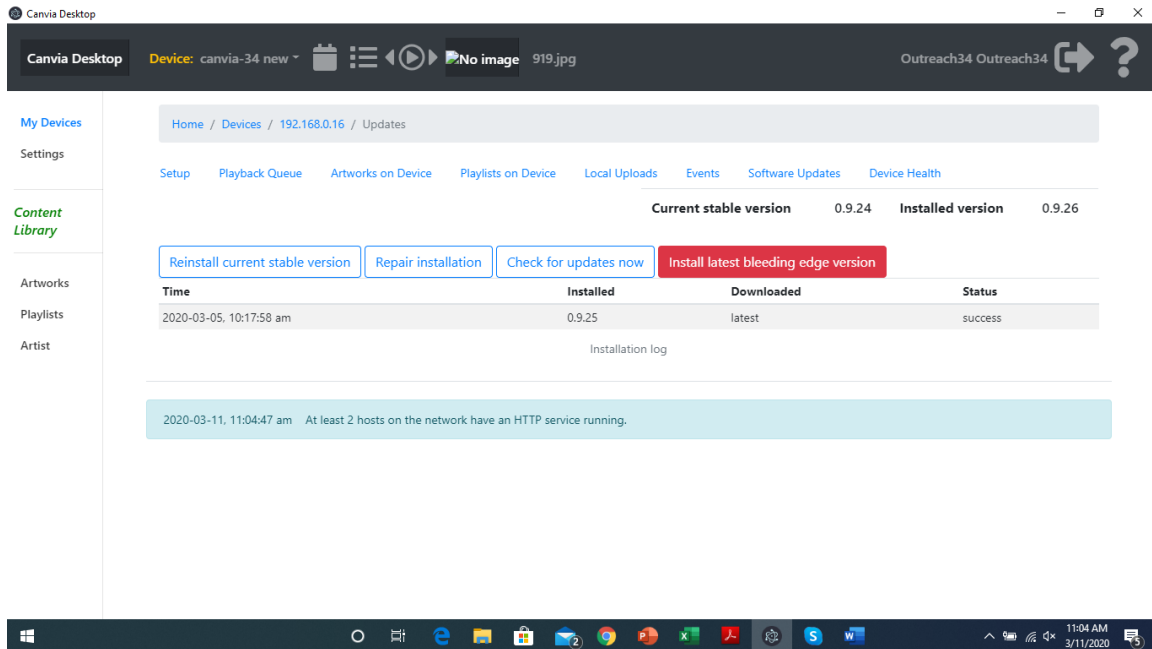 Canvia Desktop
Canvia Desktop Device: canvia-34 new No image 919.jpg Outreach34 Outreach34 ?
My Devices
Settings
Content
Library
Artworks
Playlists
Artist
Home / Devices / 192.168.0.16 / Updates
Setup Playback Queue Artworks on Device Playlists on Device Local Uploads Events Software Updates Device Health
Current stable version 0.9.24 Installed version 0.9.26
Reinstall current stable version Repair installation Check for updates now Install latest bleeding edge version
Time Installed Downloaded Status
2020-03-05, 10:17:58 am 0.9.25 latest success
Installation log
2020-03-11, 11:04:47 am At least 2 hosts on the network have an HTTP service running.
11:04 AM
3/11/2020
2
5